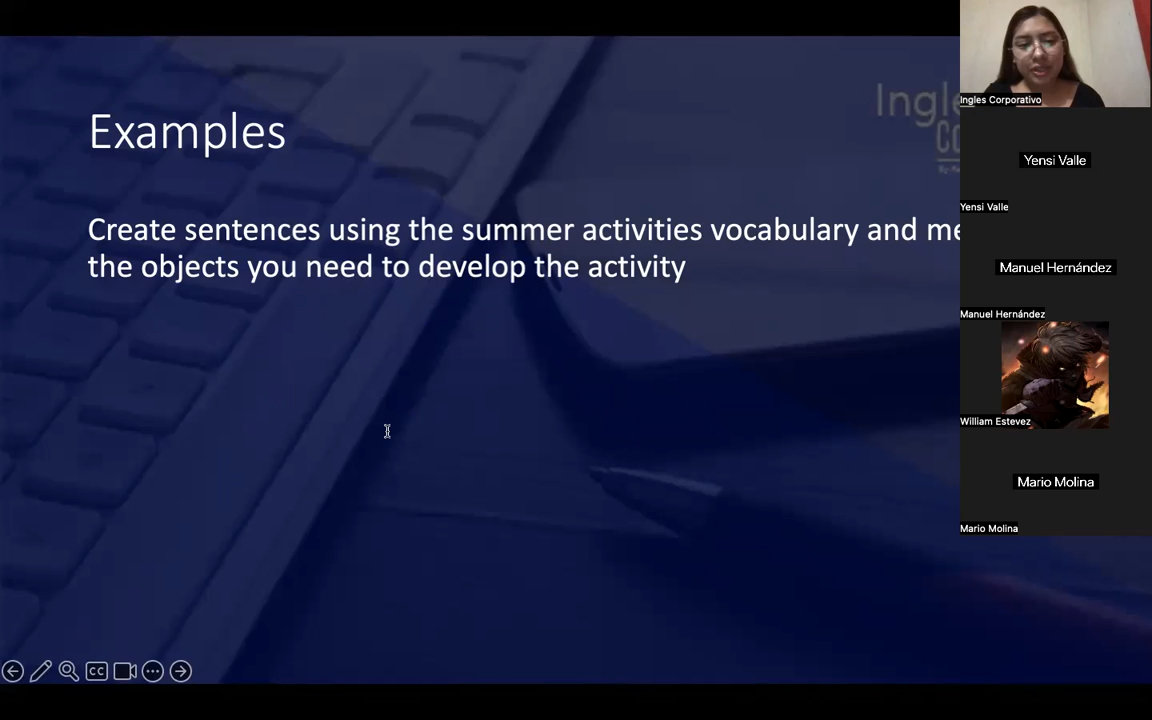 Examples
Create sentences using the summer activities vocabulary and
the objects you need to develop the activity
Ingles Corporativo
Yensi Valle
Yensi Valle
Manuel Hernández
Manuel Hernández
William Estevez
Mario Molina
Mario Molina
CC